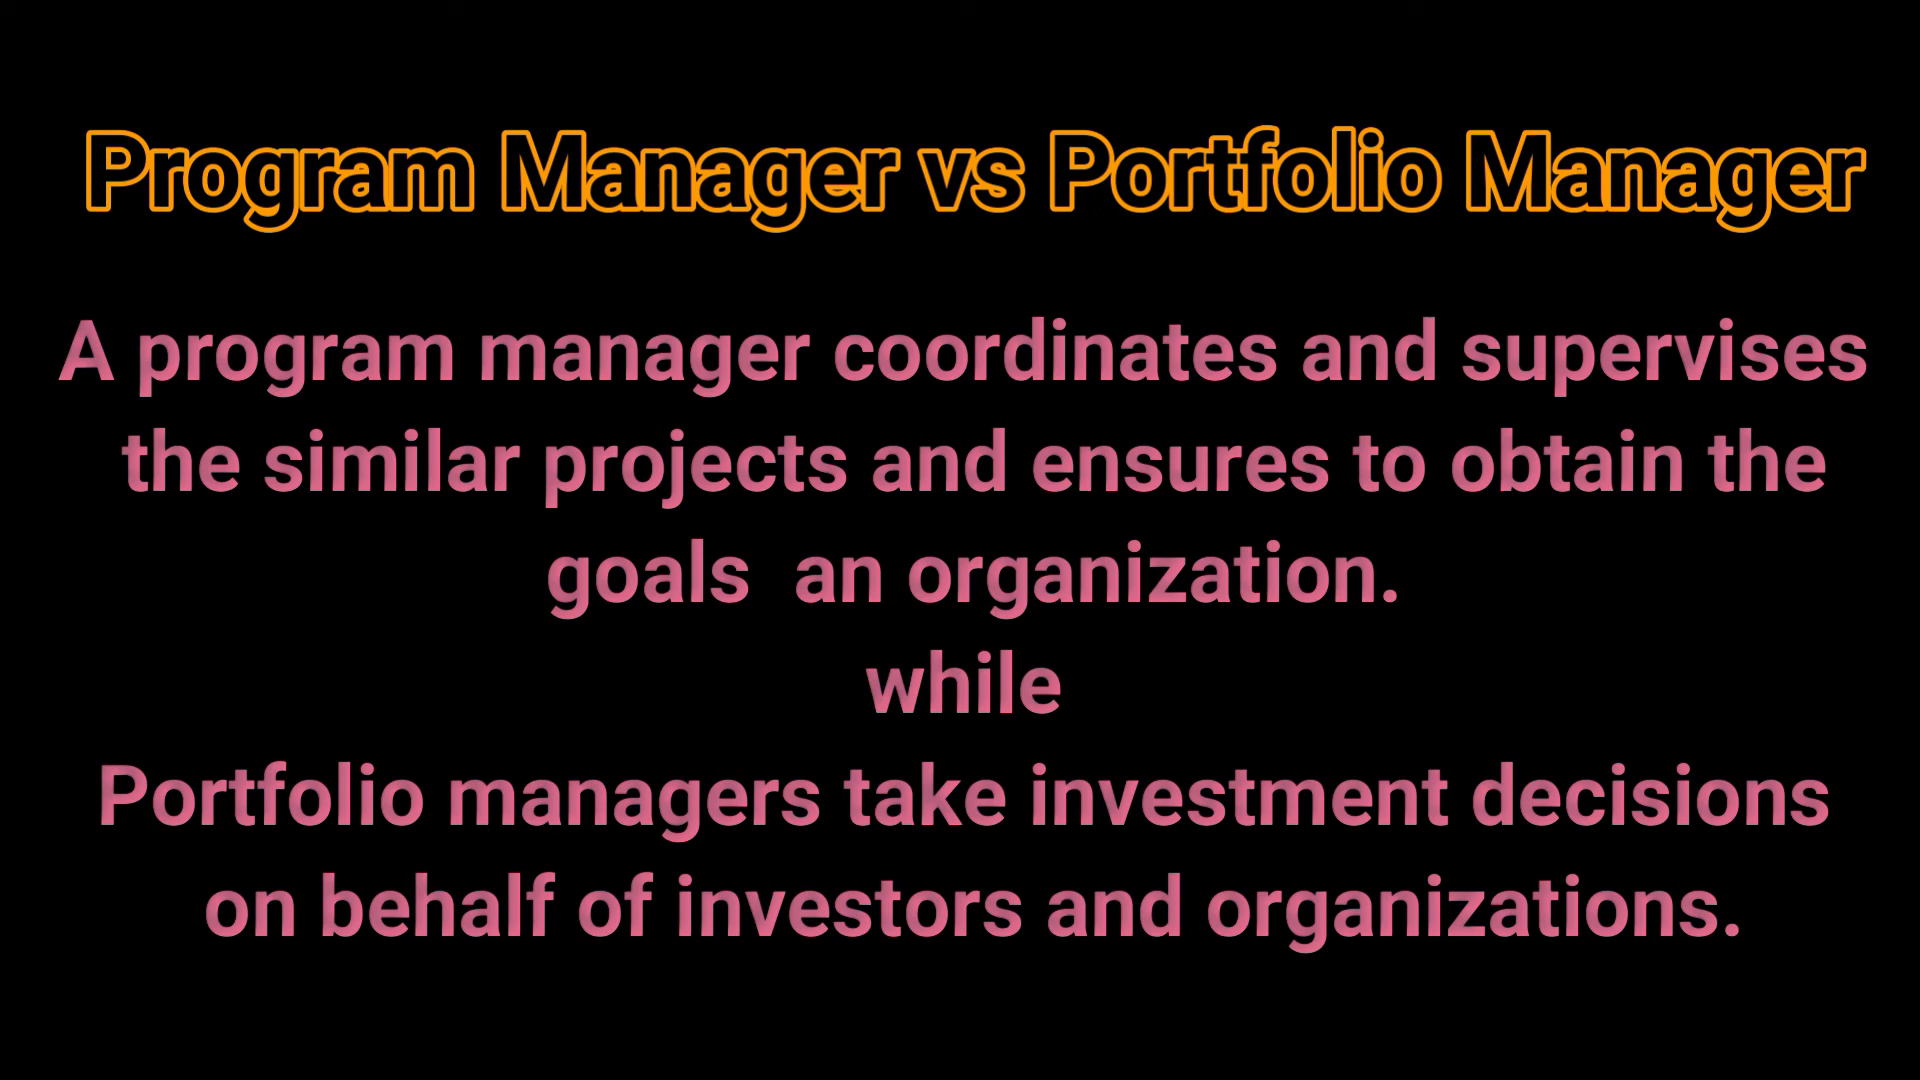 Program Manager vs Portfolio Manager
A program manager coordinates and supervises
the similar projects and ensures to obtain the
goals  an organization.
while
Portfolio managers take investment decisions
on behalf of investors and organizations.